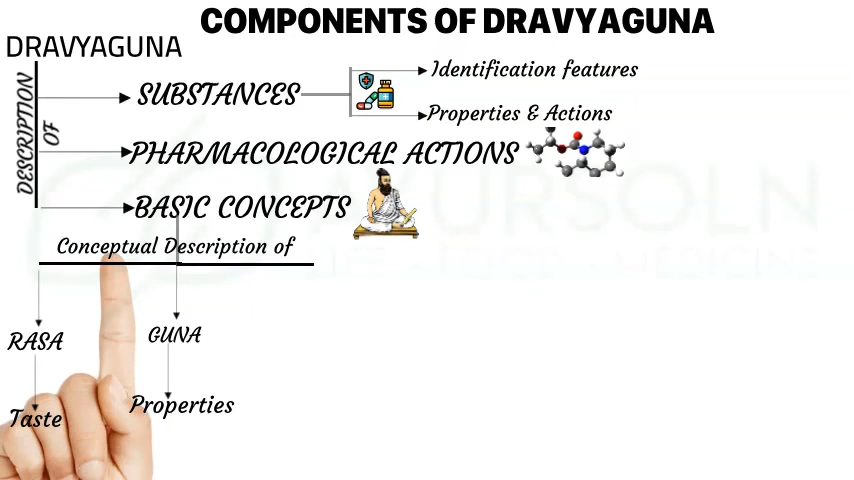 COMPONENTS OF DRAVYAGUNA
DRAVYAGUNA
DESCRIPTION
OF
SUBSTANCES
Identification features
Properties & Actions
PHARMACOLOGICAL ACTIONS
BASIC CONCEPTS
Conceptual Description of
RASA
GUNA
Taste
Properties